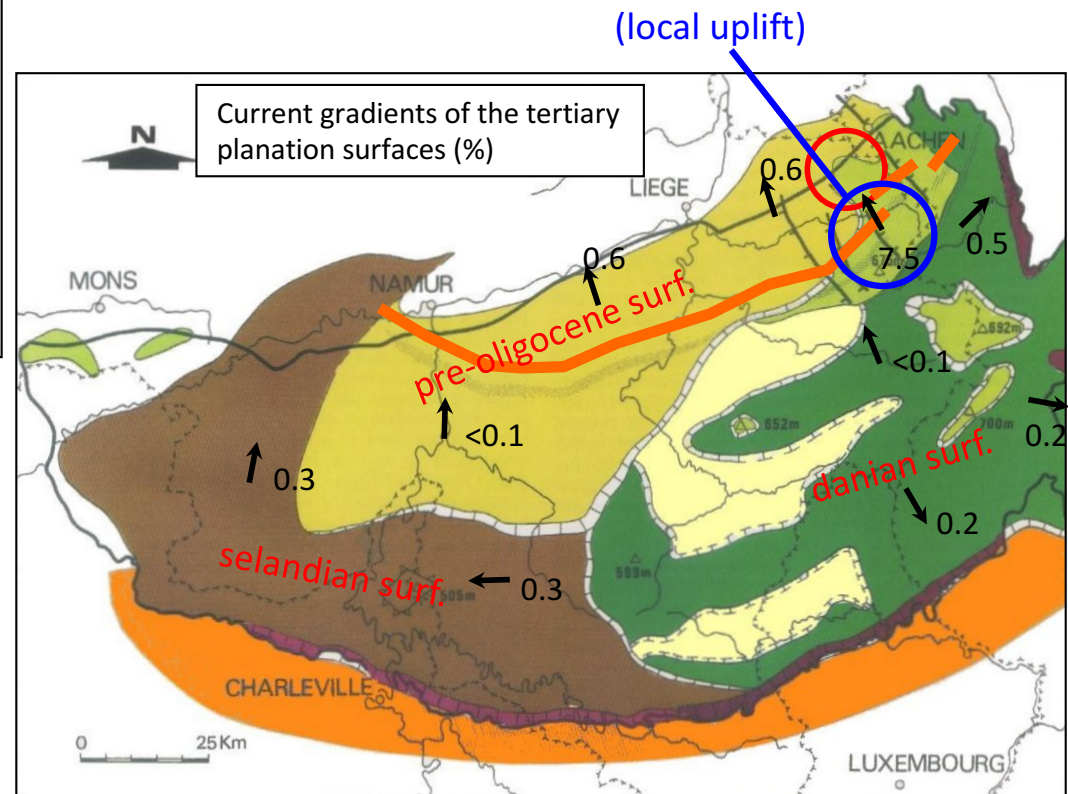 (local uplift)
Current gradients of the tertiary
planation surfaces (%)
N
AACHEN
LIEGE
0.6
0.5
7.5
0.6
MONS
NAMUR
pre-oligocene surf.
692m
<0.1
<0.1
652m
700m
0.2
danian surf.
0.3
0.2
selandian surf.
589m
0.3
505m
CHARLEVILLE
0 25Km
LUXEMBOURG